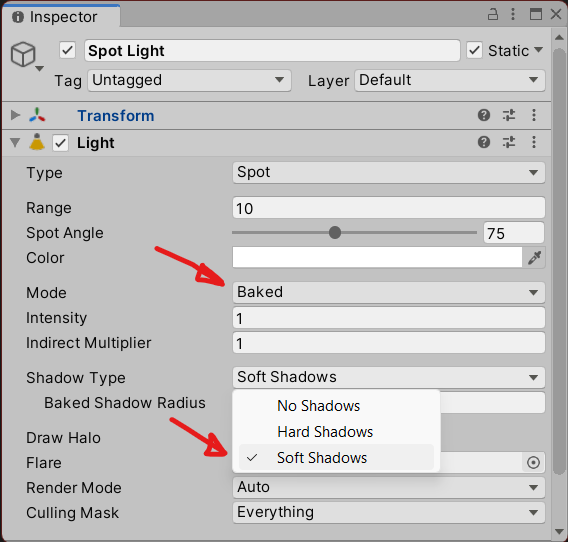 Inspector
Spot Light
Static
Tag Untagged Layer Default
Transform
Light
Type Spot
Range 10
Spot Angle 75
Color
Mode Baked
Intensity 1
Indirect Multiplier 1
Shadow Type Soft Shadows
Baked Shadow Radius
No Shadows
Hard Shadows
Draw Halo
Soft Shadows
Flare
Render Mode Auto
Culling Mask Everything